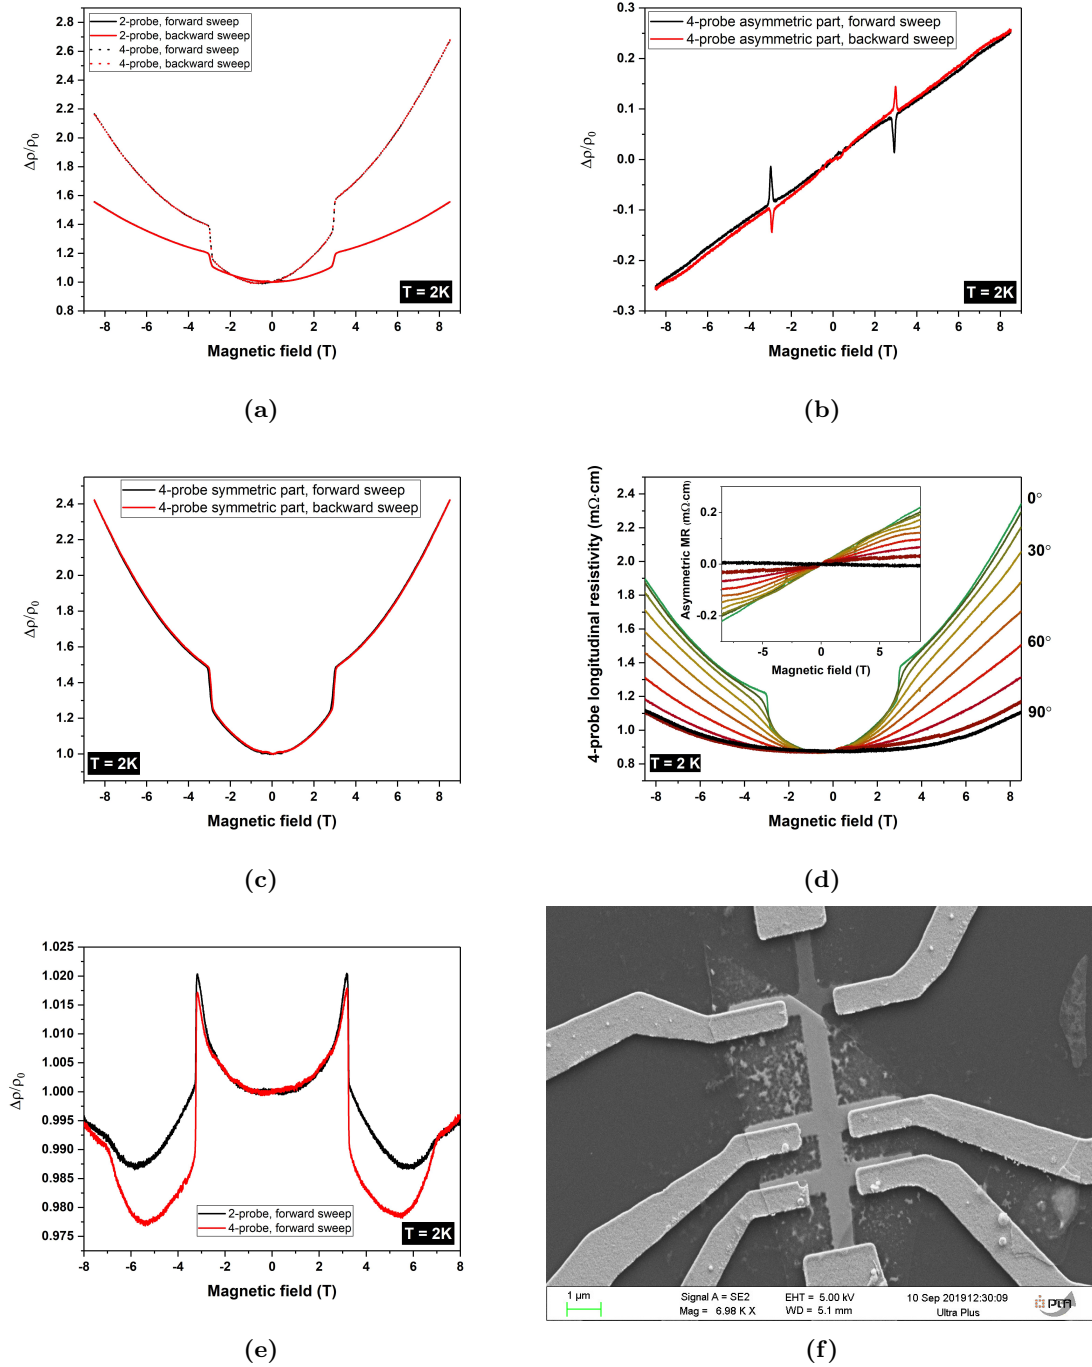 2-probe, forward sweep
2-probe, backward sweep
4-probe, forward sweep
4-probe, backward sweep
2.8
2.6
2.4
2.2
2.0
1.8
1.6
1.4
1.2
1.0
0.8
Δρ/ρ0
T = 2K
-8 -6 -4 -2 0 2 4 6 8
Magnetic field (T)
(a)
4-probe asymmetric part, forward sweep
4-probe asymmetric part, backward sweep
0.3
0.2
0.1
0.0
-0.1
-0.2
-0.3
Δρ/ρ0
T = 2K
-8 -6 -4 -2 0 2 4 6 8
Magnetic field (T)
(b)
4-probe symmetric part, forward sweep
4-probe symmetric part, backward sweep
2.4
2.2
2.0
1.8
1.6
1.4
1.2
1.0
Δρ/ρ0
T = 2 K
-8 -6 -4 -2 0 2 4 6 8
Magnetic field (T)
(c)
4-probe longitudinal resistivity (mΩ·cm)
2.4
2.2
2.0
1.8
1.6
1.4
1.2
1.0
0.8
Asymmetric MR (mΩ cm)
0.2
0.0
-0.2
-5 0 5
Magnetic field (T)
0°
30°
60°
90°
T = 2 K
-8 -6 -4 -2 0 2 4 6 8
Magnetic field (T)
(d)
1.025
1.020
1.015
1.010
1.005
1.000
0.995
0.990
0.985
0.980
0.975
Δρ/ρ0
2-probe, forward sweep
4-probe, forward sweep
T = 2K
-8 -6 -4 -2 0 2 4 6 8
Magnetic field (T)
(e)
1 µm
Signal A = SE2
Mag = 6.98 K X
EHT = 5.00 kV
WD = 5.1 mm
10 Sep 2019 12:30:09
Ultra Plus
PTA
(f)